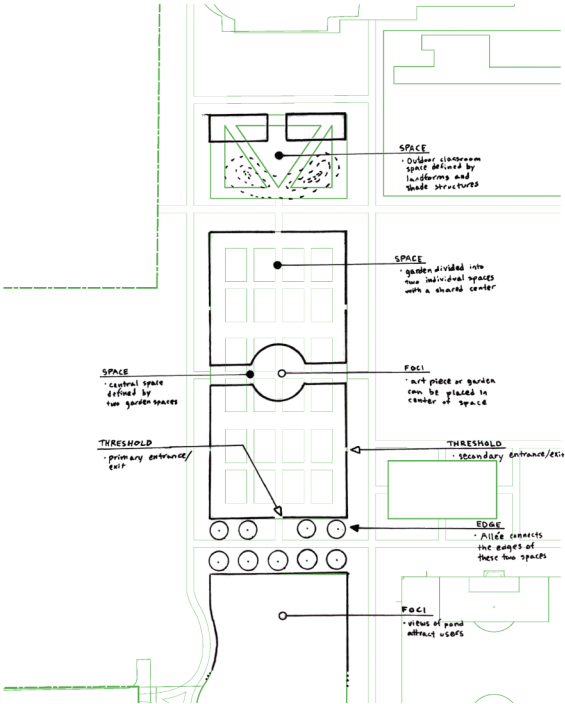 SPACE
· Outdoor classroom
space defined by
landforms and
shade structures
SPACE
· garden divided into
two individual spaces
with a shared center
SPACE
· central space
defined by
two garden spaces
FOCI
· art piece or garden
can be placed in
center of space
THRESHOLD
· primary entrance/
exit
THRESHOLD
· secondary entrance/exit
EDGE
· Allée connects
the edges of
these two spaces
FOCI
· views of pond
attract users